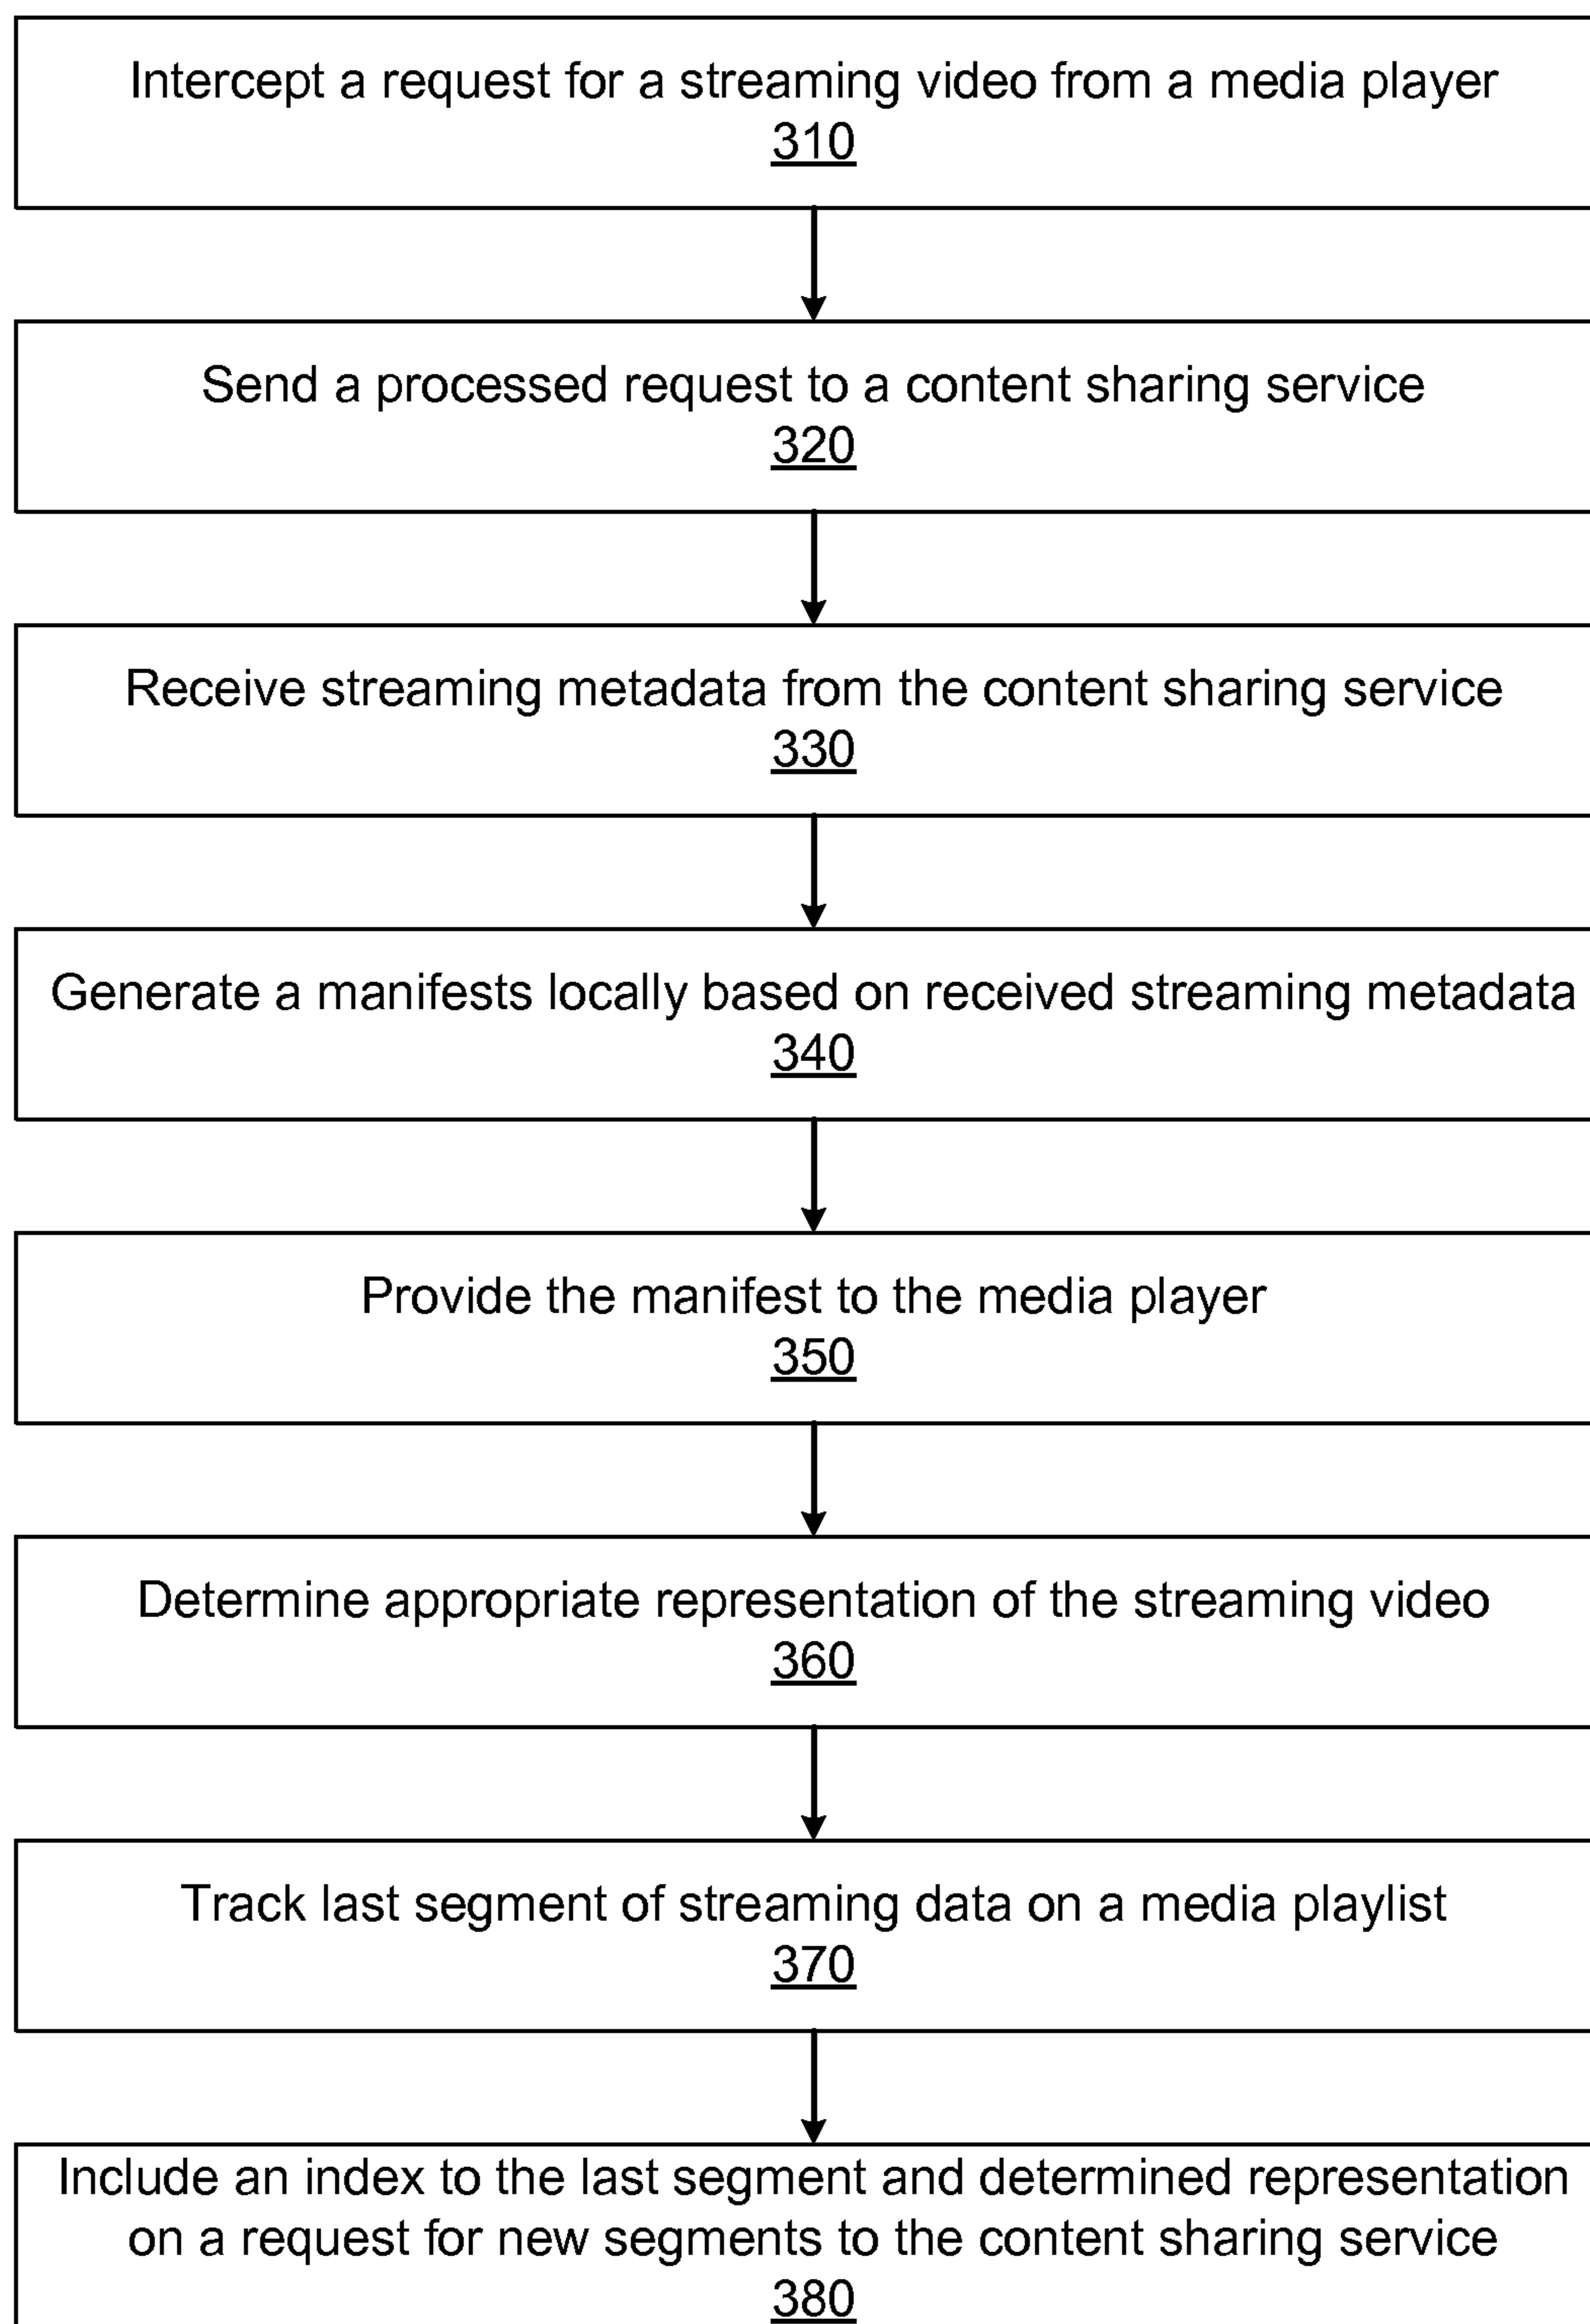 Intercept a request for a streaming video from a media player
310
Send a processed request to a content sharing service
320
Receive streaming metadata from the content sharing service
330
Generate a manifests locally based on received streaming metadata
340
Provide the manifest to the media player
350
Determine appropriate representation of the streaming video
360
Track last segment of streaming data on a media playlist
370
Include an index to the last segment and determined representation
on a request for new segments to the content sharing service
380